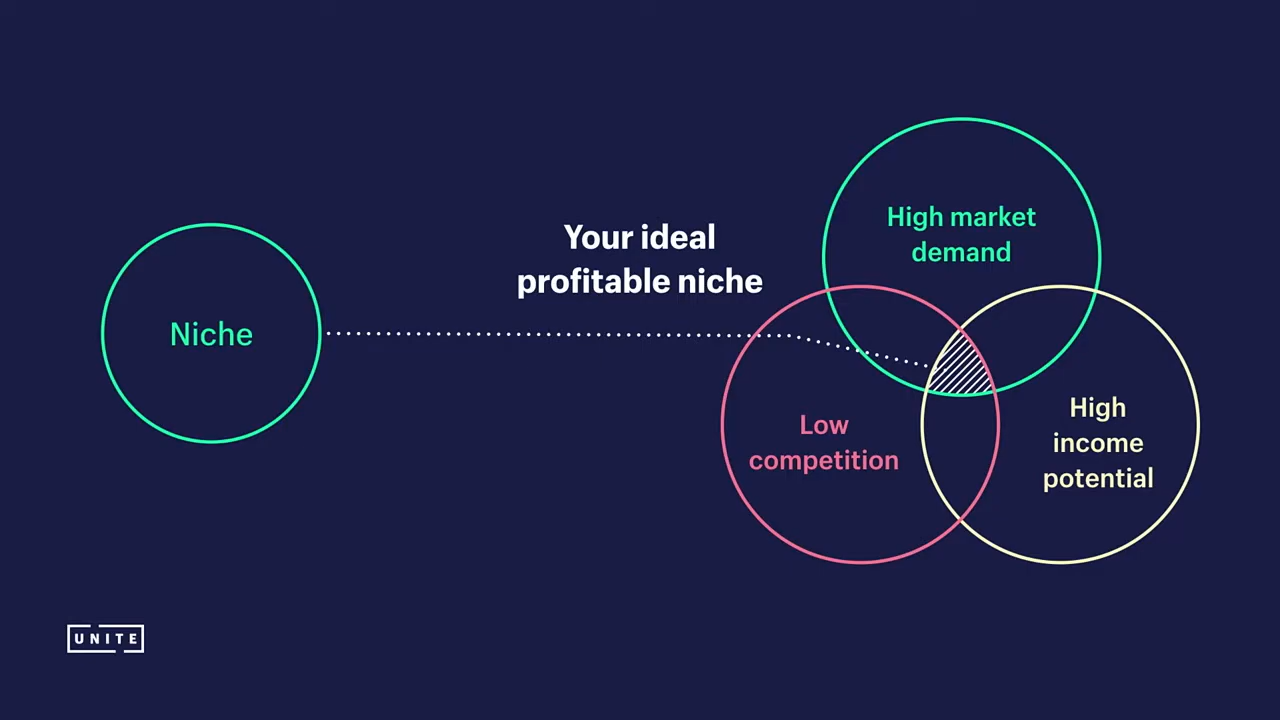 Niche
Your ideal
profitable niche
High market
demand
Low
competition
High
income
potential
UNITE